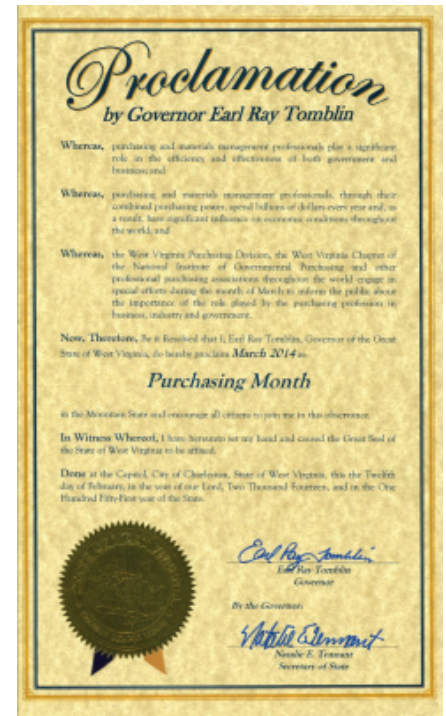 Proclamation
by Governor Earl Ray Tomblin
Whereas, purchasing and materials management professionals play a significant
role in the efficiency and effectiveness of both government and
business; and
Whereas, purchasing and materials management professionals, through their
combined purchasing power, spend billions of dollars every year and, as
a result, have significant influence on economic conditions throughout
the world; and
Whereas, the West Virginia Purchasing Division, the West Virginia Chapter of
the National Institute of Governmental Purchasing and other
professional purchasing associations throughout the world engage in
special efforts during the month of March to inform the public about
the importance of the role played by the purchasing profession in
business, industry and government.
Now, Therefore, Be it Resolved that I, Earl Ray Tomblin, Governor of the Great
State of West Virginia, do hereby proclaim March 2014 as:
Purchasing Month
in the Mountain State and encourage all citizens to join me in this observance.
In Witness Whereof, I have hereunto set my hand and caused the Great Seal of
the State of West Virginia to be affixed.
Done at the Capitol, City of Charleston, State of West Virginia, this the Twelfth
day of February, in the year of our Lord, Two Thousand Fourteen, and in the One
Hundred Fifty-First year of the State.
Earl Ray Tomblin
Earl Ray Tomblin
Governor
By the Governor:
Natalie E. Tennant
Natalie E. Tennant
Secretary of State